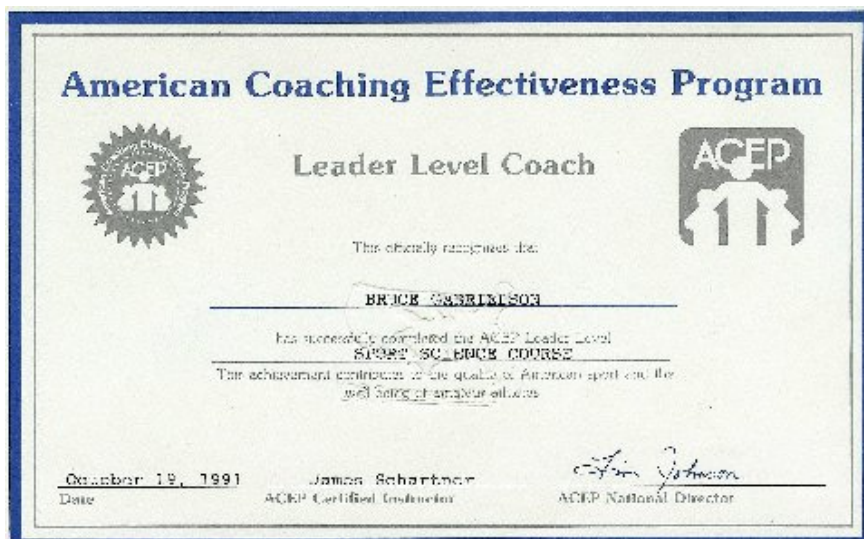 American Coaching Effectiveness Program
ACEP
Leader Level Coach
ACEP
This officially recognizes that
BRUCE
has successfully completed the ACEP Leader Level
SPORT SCIENCE COURSE
This achievement contributes to the quality of American sport and the
well being of amateur athletes
October 19, 1991
James
Johnson
Date
ACEP Certified Instructor
ACEP National Director